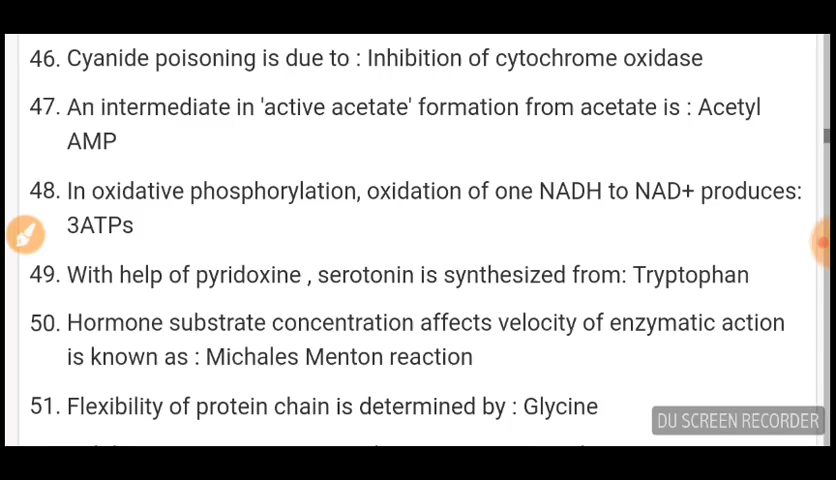 46. Cyanide poisoning is due to : Inhibition of cytochrome oxidase
47. An intermediate in 'active acetate' formation from acetate is : Acetyl
AMP
48. In oxidative phosphorylation, oxidation of one NADH to NAD+ produces:
3ATPs
49. With help of pyridoxine , serotonin is synthesized from: Tryptophan
50. Hormone substrate concentration affects velocity of enzymatic action
is known as : Michales Menton reaction
51. Flexibility of protein chain is determined by : Glycine
DU SCREEN RECORDER